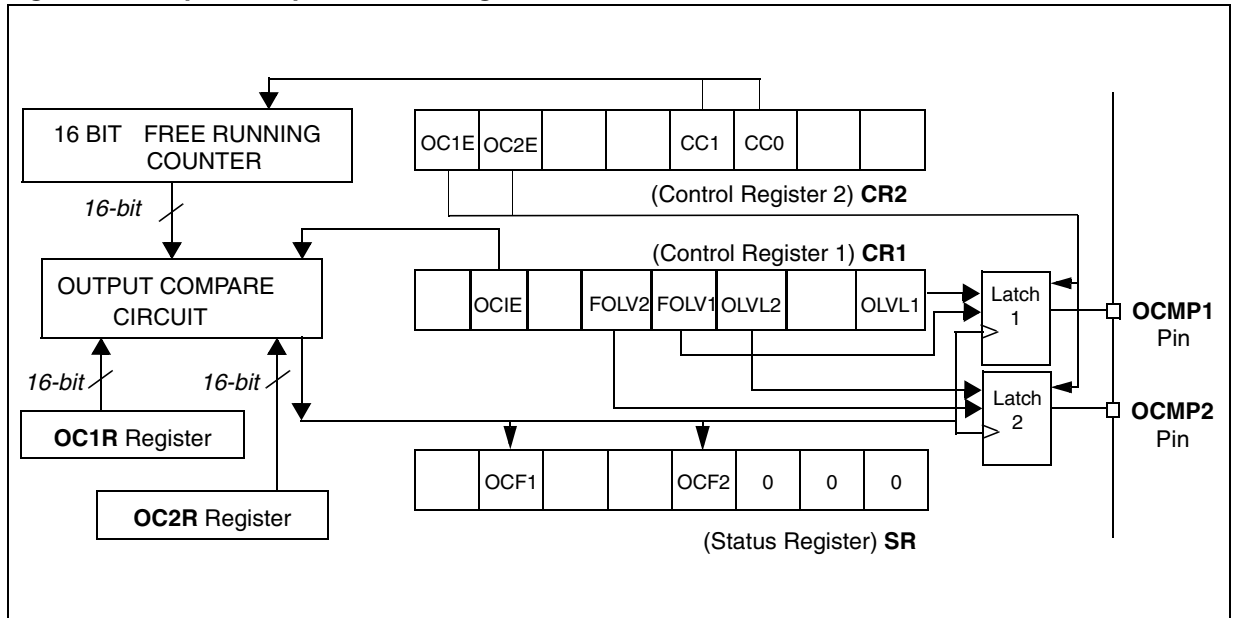 16 BIT FREE RUNNING
COUNTER
16-bit
OC1E OC2E CC1 CC0
(Control Register 2) CR2
(Control Register 1) CR1
OUTPUT COMPARE
CIRCUIT
OCIE FOLV2 FOLV1 OLVL2 OLVL1
Latch
1
OCMP1
Pin
16-bit 16-bit
Latch
2
OCMP2
Pin
OC1R Register
OCF1 OCF2 0 0 0
OC2R Register
(Status Register) SR